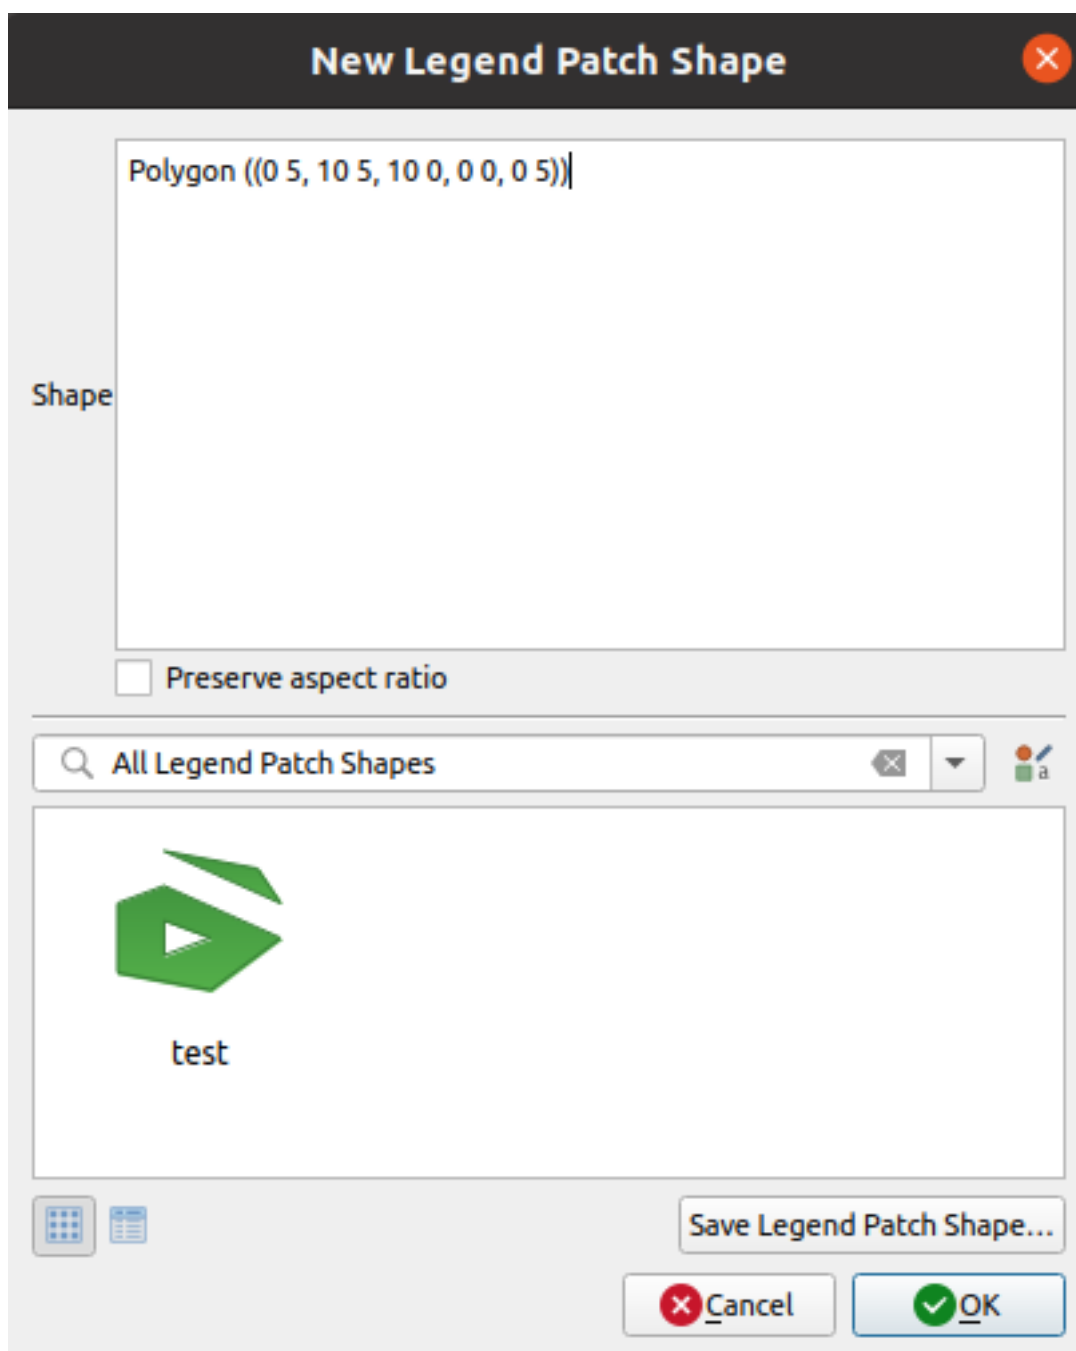 New Legend Patch Shape
Polygon ((0 5, 10 5, 10 0, 0 0, 0 5))
Shape
Preserve aspect ratio
All Legend Patch Shapes
a
test
Save Legend Patch Shape...
Cancel
OK